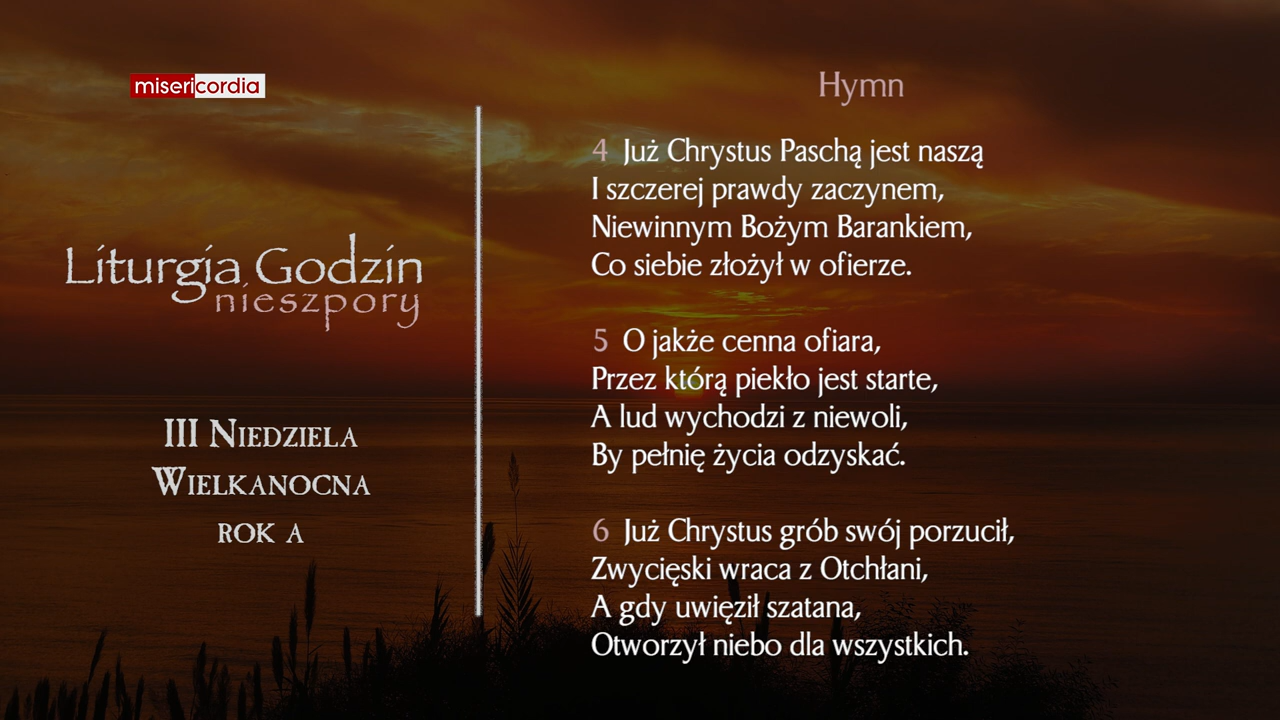 misericordia
Liturgia Godzin
nieszpory
III Niedziela
Wielkanocna
rok A
Hymn
4 Już Chrystus Paschą jest naszą
I szczerej prawdy zaczynem,
Niewinnym Bożym Barankiem,
Co siebie złożył w ofierze.
5 O jakże cenna ofiara,
Przez którą piekło jest starte,
A lud wychodzi z niewoli,
By pełnię życia odzyskać.
6 Już Chrystus grób swój porzucił,
Zwycięski wraca z Otchłani,
A gdy uwięził szatana,
Otworzył niebo dla wszystkich.